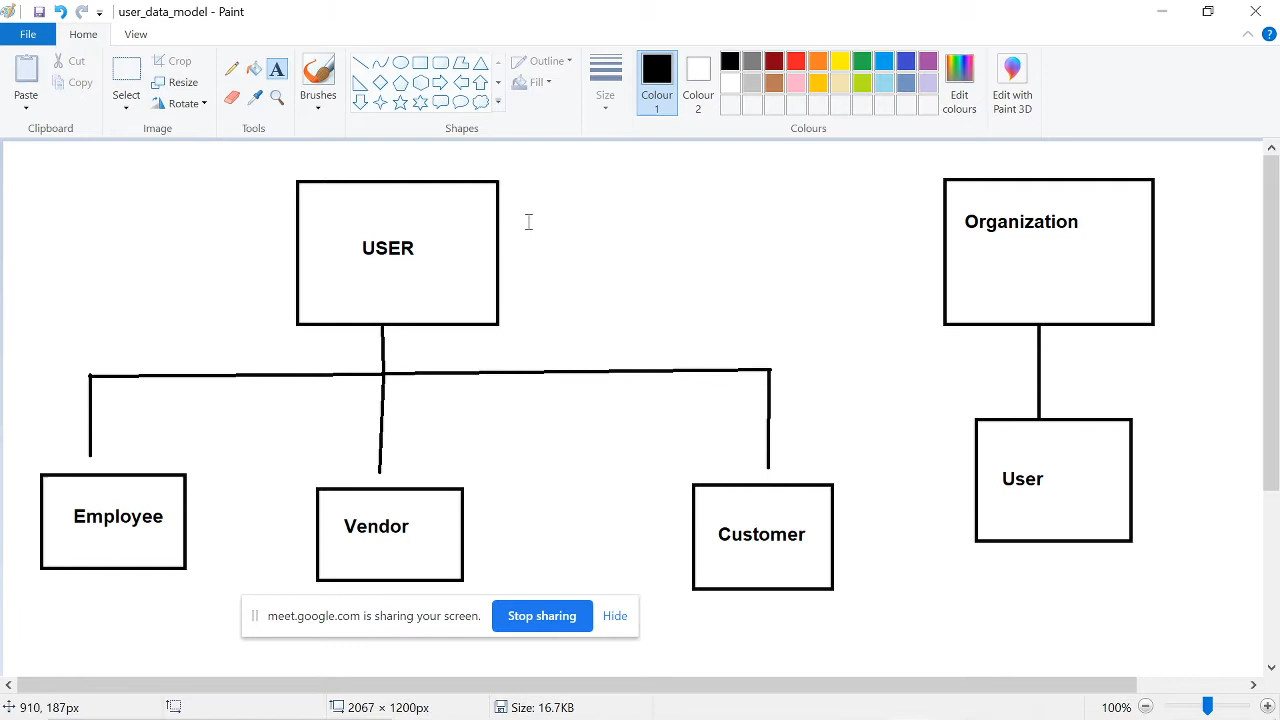 user_data_model - Paint
File
Home
View
Paste
Cut
Copy
Clipboard
Select
Crop
Rotate
Image
A
Tools
Brushes
Outline
Fill
Shapes
Size
Colour
1
Colour
2
Edit
colours
Colours
Edit with
Paint 3D
USER
Organization
Employee
Vendor
Customer
User
meet.google.com is sharing your screen.
Stop sharing
Hide
910, 187px
2067 × 1200px
Size: 16.7KB
100%